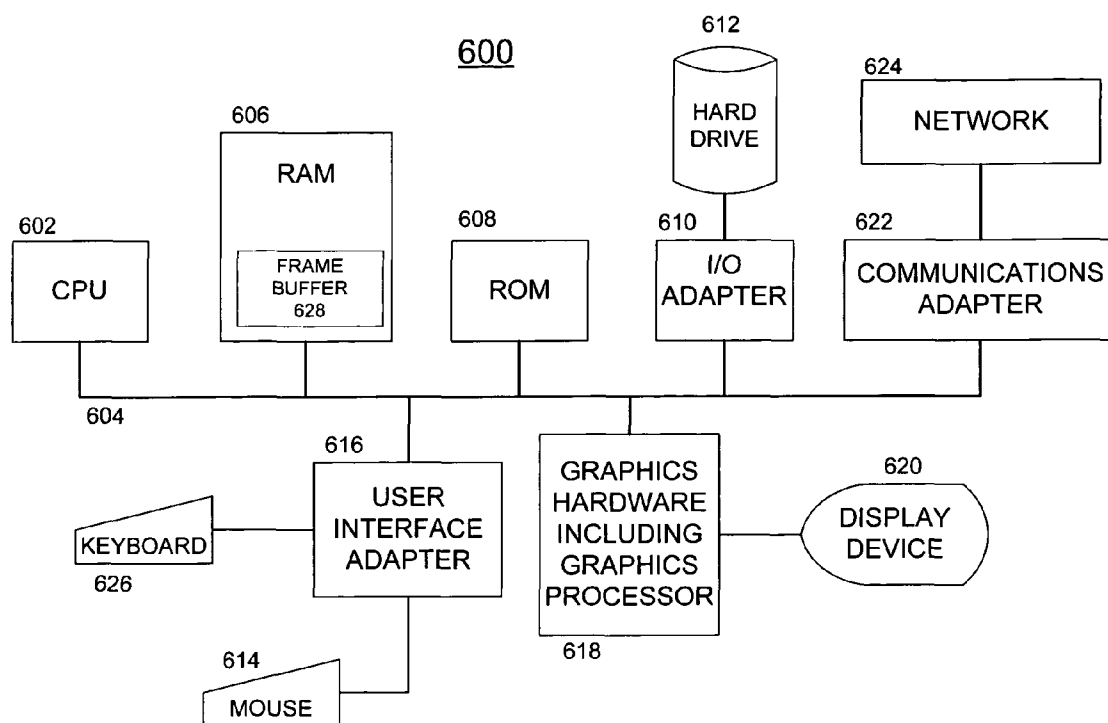 600
612
HARD
DRIVE
624
NETWORK
606
RAM
FRAME
BUFFER
628
602
CPU
608
ROM
610
I/O
ADAPTER
622
COMMUNICATIONS
ADAPTER
604
616
USER
INTERFACE
ADAPTER
KEYBOARD
626
614
MOUSE
GRAPHICS
HARDWARE
INCLUDING
GRAPHICS
PROCESSOR
618
620
DISPLAY
DEVICE